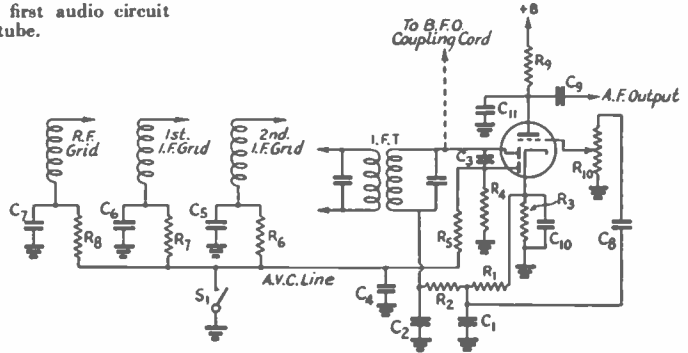 first audio circuit
tube.
+B
To B.F.O.
Coupling Cord
R9
C9
A.F. Output
C11
R.F.
Grid
1st.
I.F. Grid
2nd.
I.F. Grid
I.F.T
C3
R4
R10
R3
C7
R8
C6
R7
C5
R6
R5
C10
C8
A.V.C. Line
S1
C4
R2
R1
C2
C1